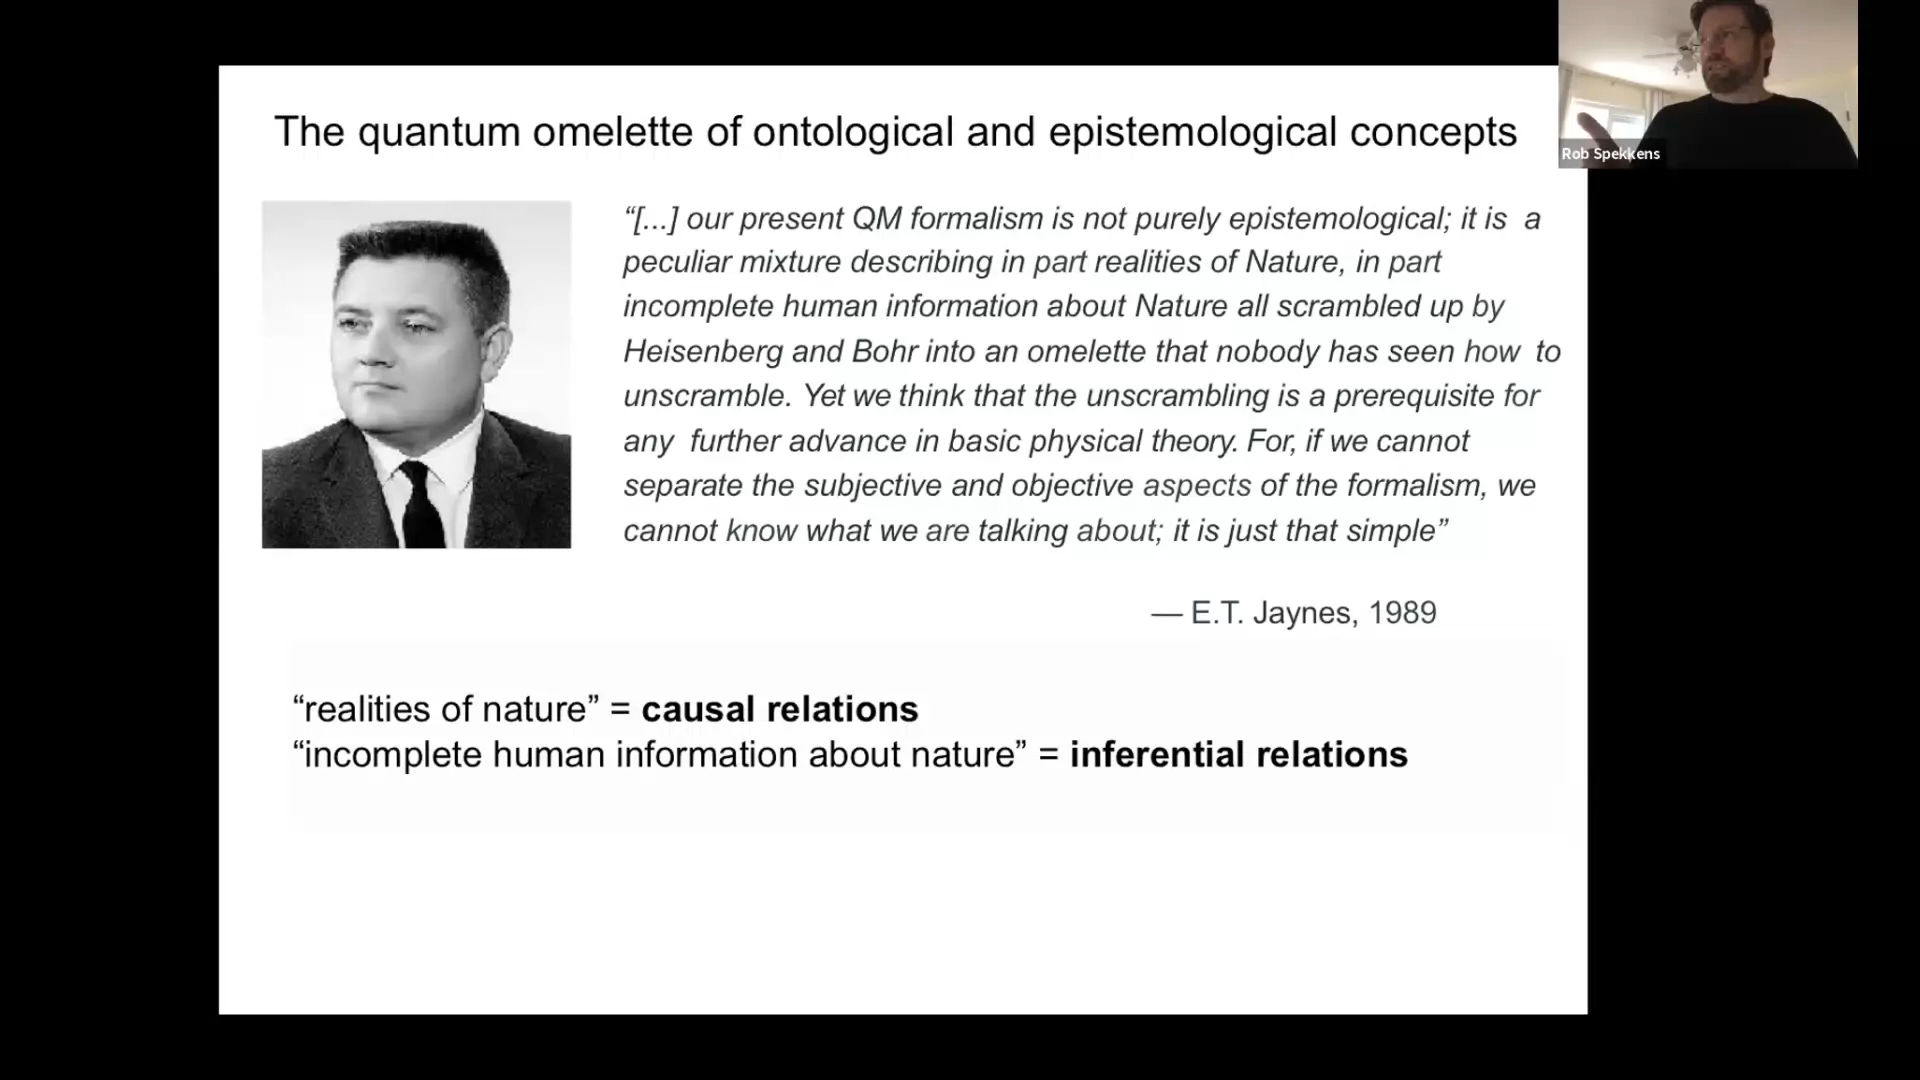 The quantum omelette of ontological and epistemological concepts
Rob Spekkens
“[...] our present QM formalism is not purely epistemological; it is a
peculiar mixture describing in part realities of Nature, in part
incomplete human information about Nature all scrambled up by
Heisenberg and Bohr into an omelette that nobody has seen how to
unscramble. Yet we think that the unscrambling is a prerequisite for
any further advance in basic physical theory. For, if we cannot
separate the subjective and objective aspects of the formalism, we
cannot know what we are talking about; it is just that simple”
— E.T. Jaynes, 1989
“realities of nature” = causal relations
“incomplete human information about nature” = inferential relations